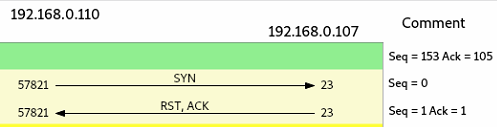 192.168.0.110
192.168.0.107
Comment
Seq = 153 Ack = 105
57821 SYN 23 Seq = 0
57821 RST, ACK 23 Seq = 1 Ack = 1